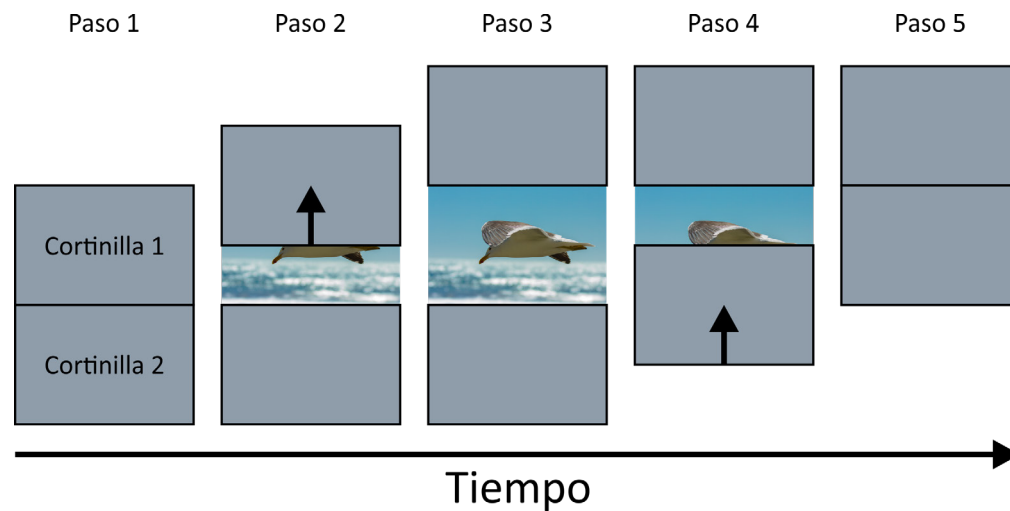 Paso 1
Paso 2
Paso 3
Paso 4
Paso 5
Cortinilla 1
Cortinilla 2
Tiempo